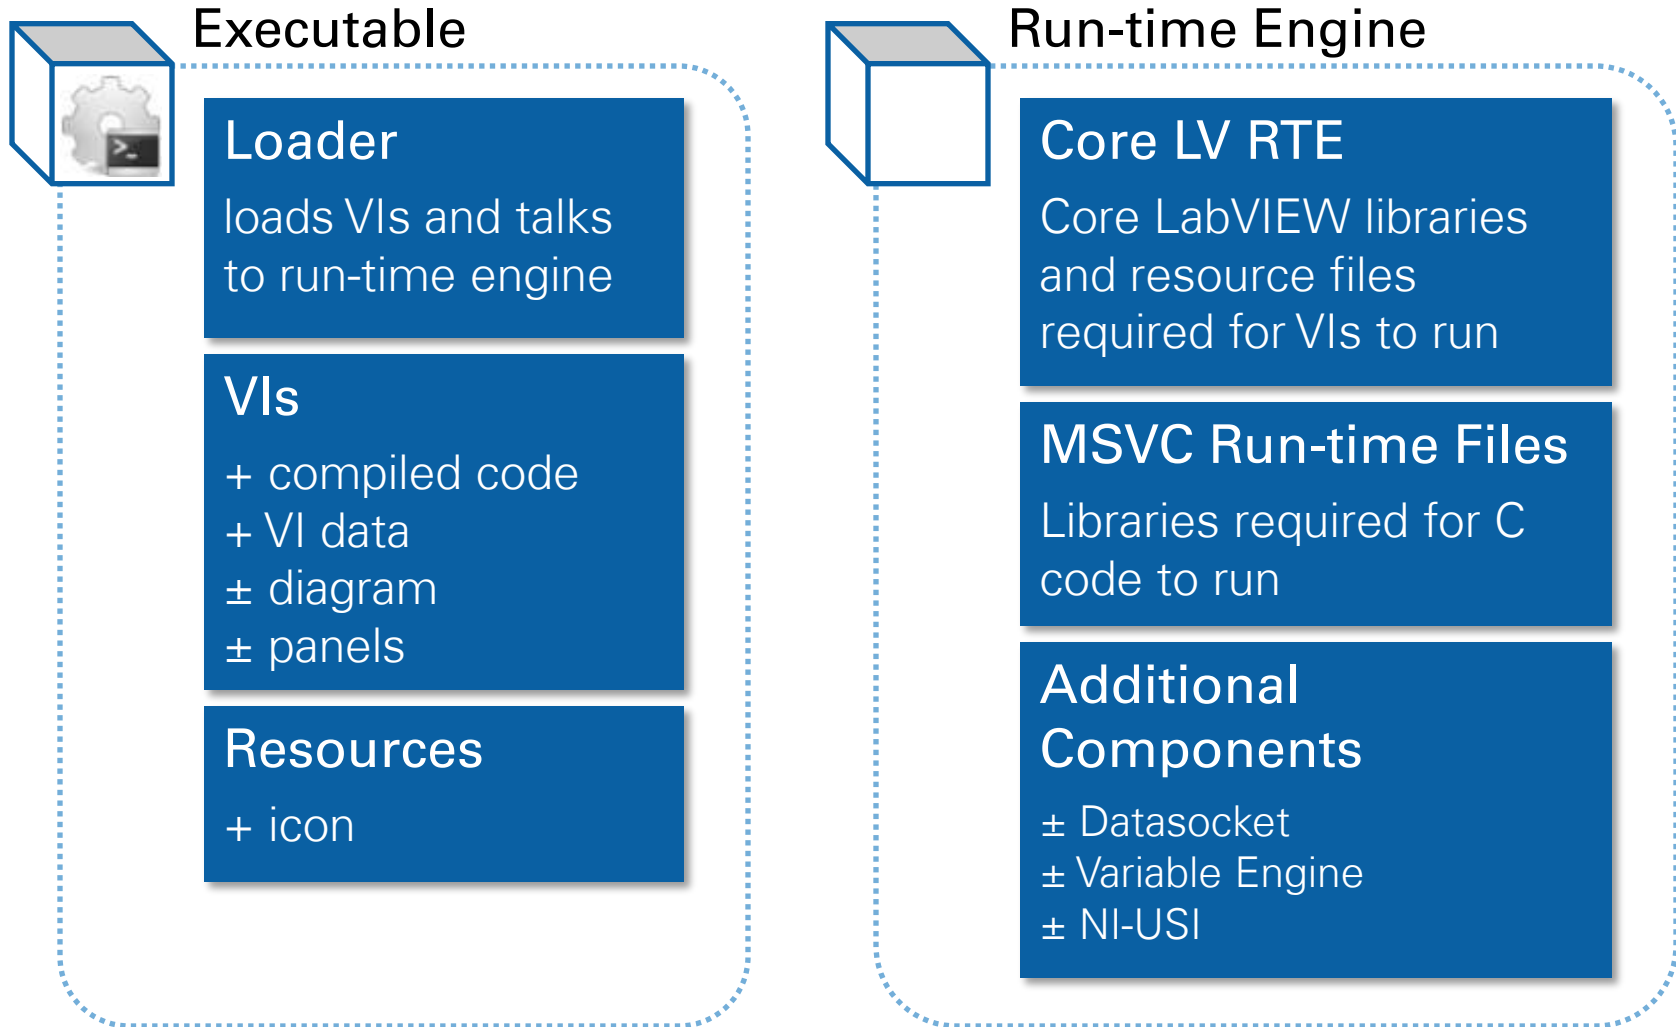 Executable
Loader
loads VIs and talks
to run-time engine
VIs
+ compiled code
+ VI data
± diagram
± panels
Resources
+ icon
Run-time Engine
Core LV RTE
Core LabVIEW libraries
and resource files
required for VIs to run
MSVC Run-time Files
Libraries required for C
code to run
Additional
Components
± Datasocket
± Variable Engine
± NI-USI